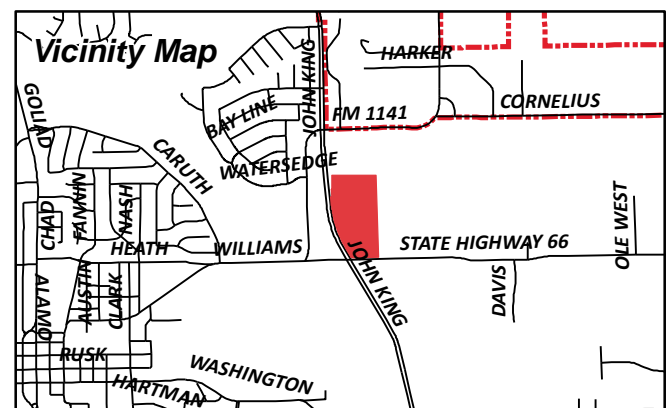 Vicinity Map
JOHN KING
HARKER
GOLIAD
BAY LINE
FM 1141
CORNELIUS
CARUTH
WATERSEDGE
CHAD
FANNIN
NASH
HEATH
WILLIAMS
JOHN KING
STATE HIGHWAY 66
OLE WEST
ALAMO
AUSTIN
CLARK
DAVIS
RUSK
HARTMAN
WASHINGTON